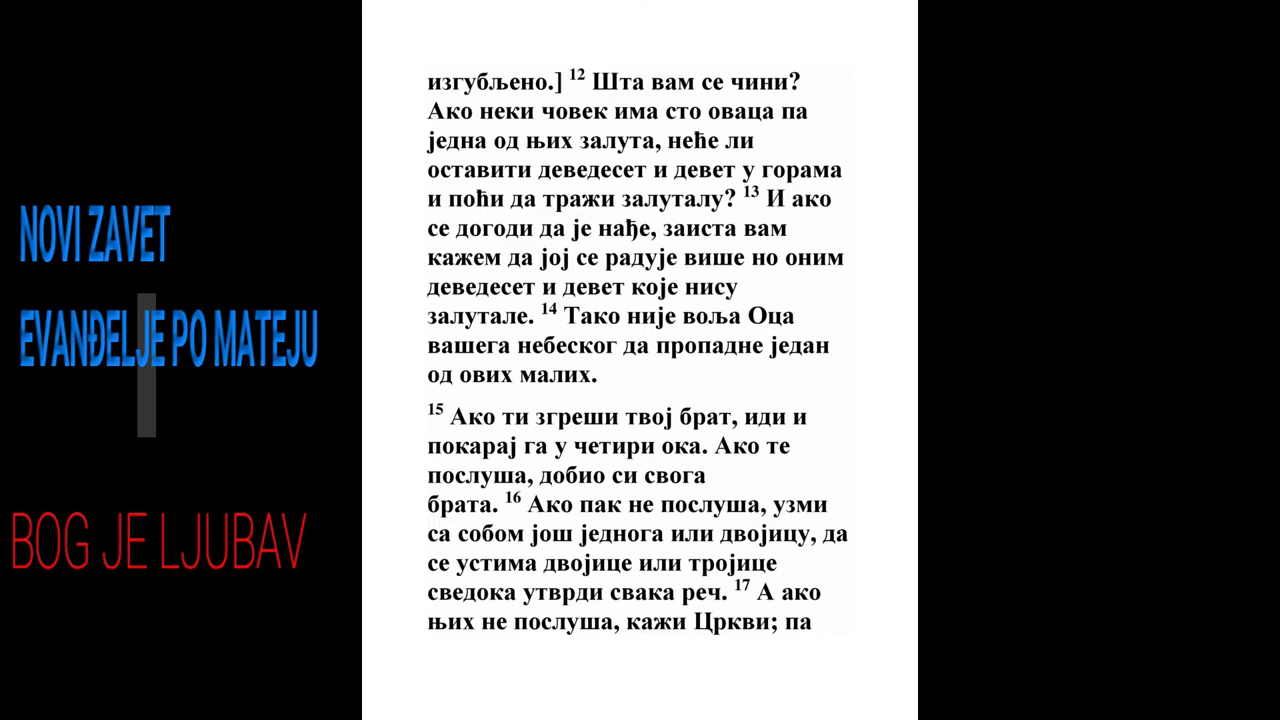 NOVI ZAVET
EVANĐELJE PO MATEJU
BOG JE LJUBAV
изгубљено.] 12 Шта вам се чини?
Ако неки човек има сто оваца па
једна од њих залута, неће ли
оставити деведесет и девет у горама
и поћи да тражи залуталу? 13 И ако
се догоди да је нађе, заиста вам
кажем да јој се радује више но оним
деведесет и девет које нису
залутале. 14 Тако није воља Оца
вашега небеског да пропадне један
од ових малих.
15 Ако ти згреши твој брат, иди и
покарај га у четири ока. Ако те
послуша, добио си свога
брата. 16 Ако пак не послуша, узми
са собом још једнога или двојицу, да
се устима двојице или тројице
сведока утврди свака реч. 17 А ако
њих не послуша, кажи Цркви; па